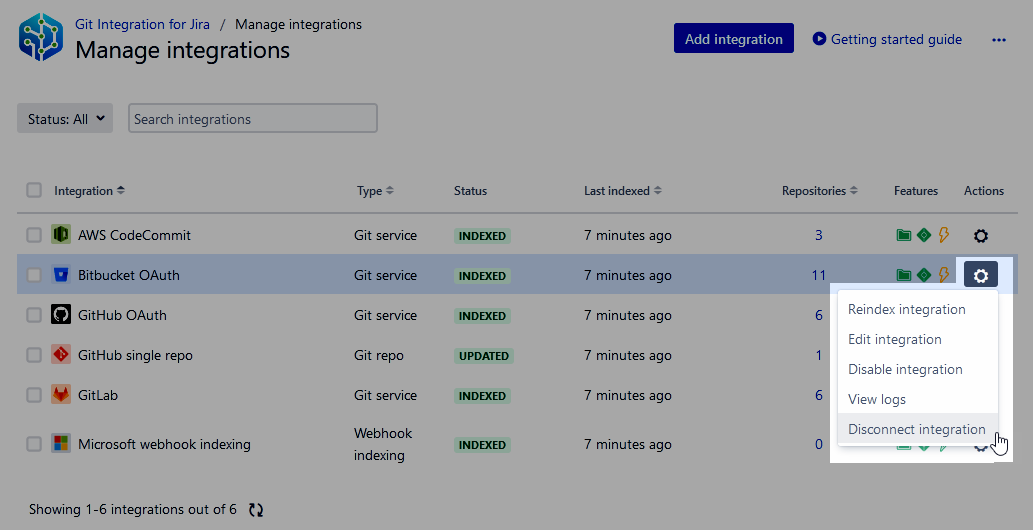 Git Integration for Jira / Manage integrations
Manage integrations
Add integration
Getting started guide
Status: All
Search integrations
Integration Type Status Last indexed Repositories Features Actions
AWS CodeCommit Git service INDEXED 7 minutes ago 3
Bitbucket OAuth Git service INDEXED 7 minutes ago 11
GitHub OAuth Git service INDEXED 7 minutes ago 6
GitHub single repo Git repo UPDATED 7 minutes ago 1
GitLab Git service INDEXED 7 minutes ago 6
Microsoft webhook indexing Webhook indexing INDEXED 7 minutes ago 0
Reindex integration
Edit integration
Disable integration
View logs
Disconnect integration
Showing 1-6 integrations out of 6